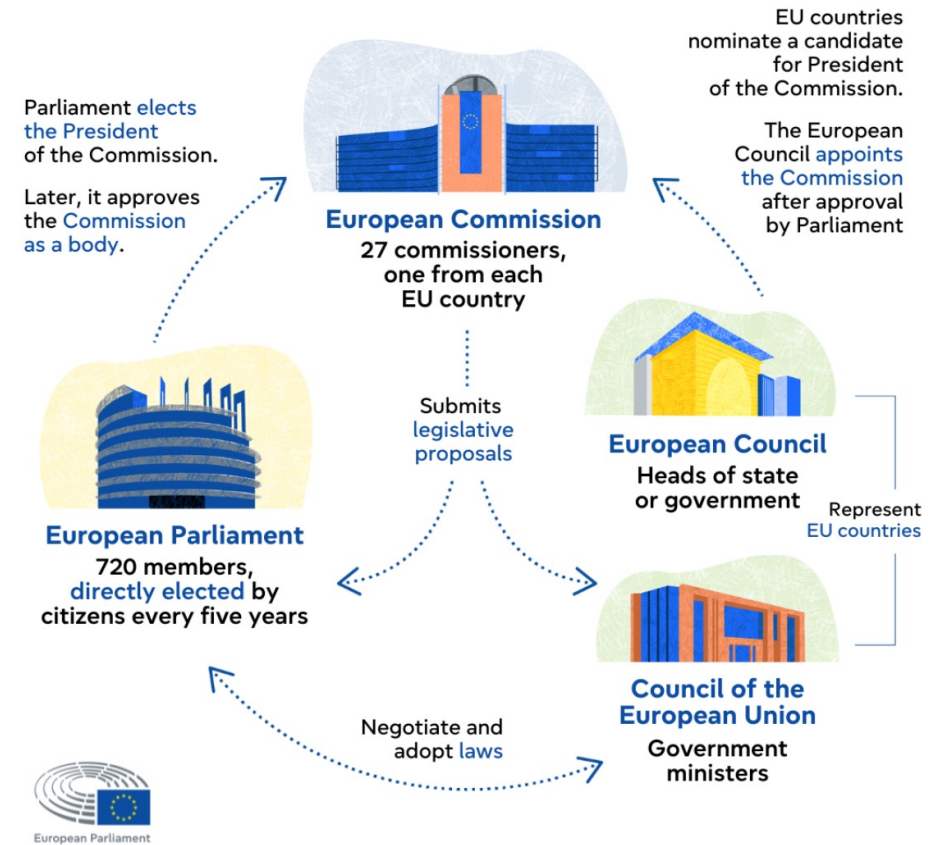 EU countries
nominate a candidate
for President
of the Commission.
The European
Council appoints
the Commission
after approval
by Parliament
Parliament elects
the President
of the Commission.
Later, it approves
the Commission
as a body.
European Commission
27 commissioners,
one from each
EU country
Submits
legislative
proposals
European Council
Heads of state
or government
Represent
EU countries
European Parliament
720 members,
directly elected by
citizens every five years
Council of the
European Union
Government
ministers
Negotiate and
adopt laws
European Parliament